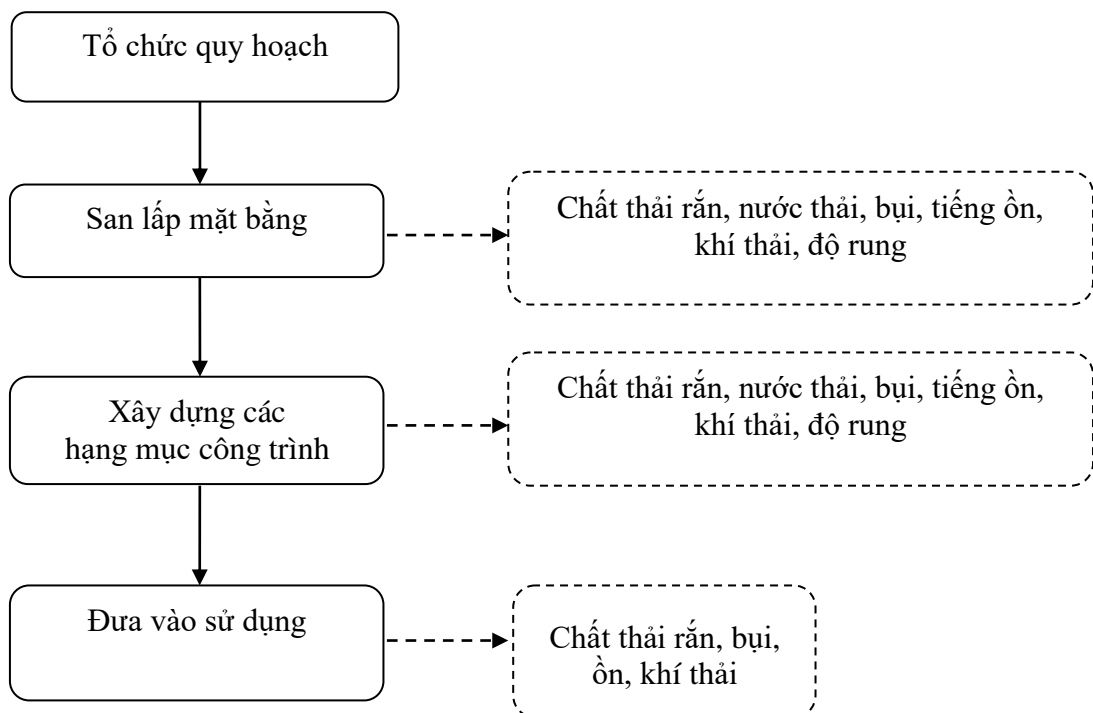 Tổ chức quy hoạch
San lấp mặt bằng
Chất thải rắn, nước thải, bụi, tiếng ồn,
khí thải, độ rung
Xây dựng các
hạng mục công trình
Chất thải rắn, nước thải, bụi, tiếng ồn,
khí thải, độ rung
Đưa vào sử dụng
Chất thải rắn, bụi,
ồn, khí thải